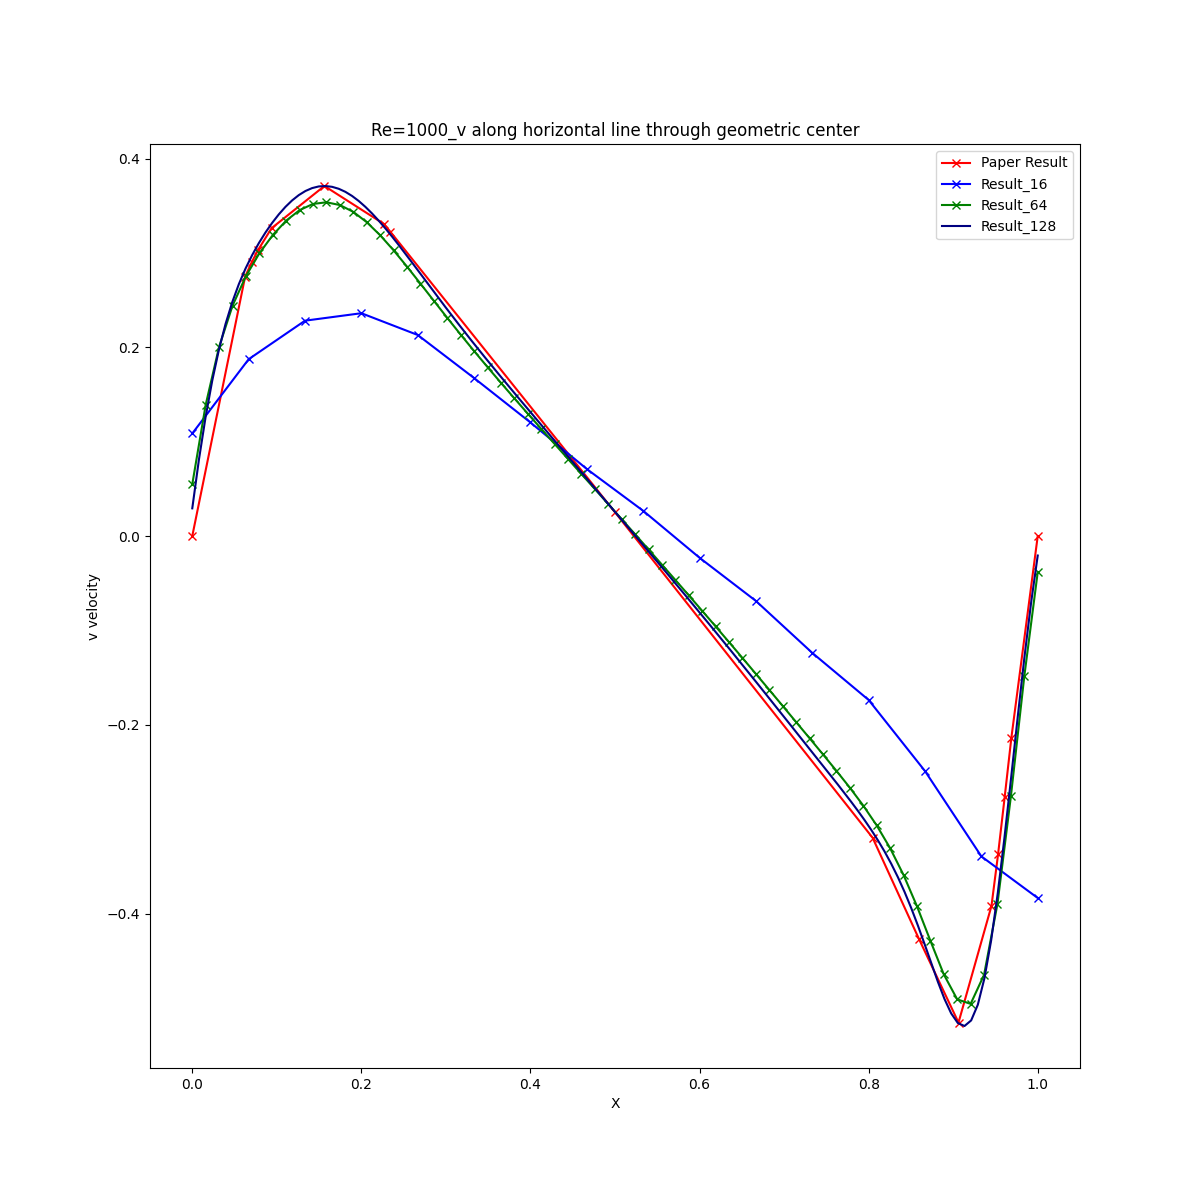 Re=1000_v along horizontal line through geometric center
Paper Result
Result_16
Result_64
Result_128
0.4
0.2
0.0
−0.2
−0.4
v velocity
0.0 0.2 0.4 0.6 0.8 1.0
X